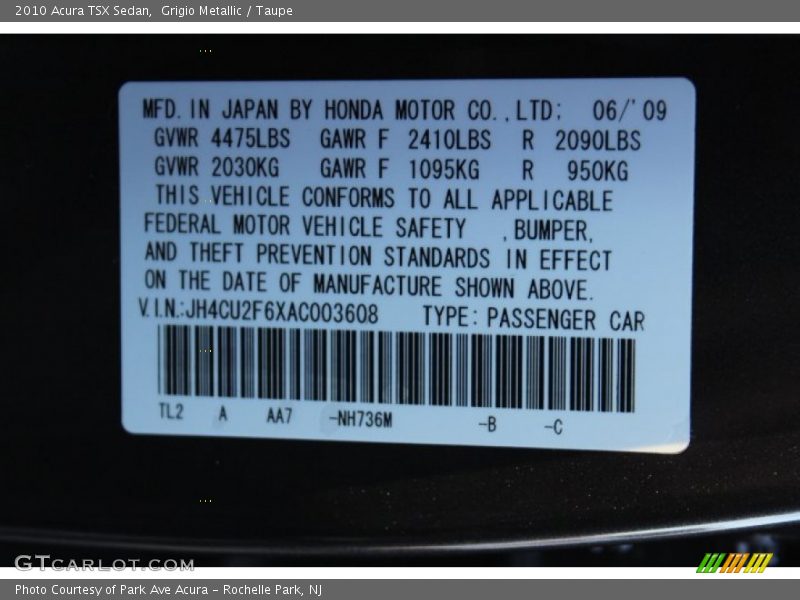 2010 Acura TSX Sedan,  Grigio Metallic / Taupe
MFD. IN JAPAN BY HONDA MOTOR CO.,LTD: 06/'09
GVWR 4475LBS GAWR F 2410LBS R 2090LBS
GVWR 2030KG GAWR F 1095KG R 950KG
THIS VEHICLE CONFORMS TO ALL APPLICABLE
FEDERAL MOTOR VEHICLE SAFETY ,BUMPER,
AND THEFT PREVENTION STANDARDS IN EFFECT
ON THE DATE OF MANUFACTURE SHOWN ABOVE.
V.I.N.:JH4CU2F6XAC003608 TYPE: PASSENGER CAR
TL2 A AA7 -NH736M -B -C
GTCARLOT.COM
Photo Courtesy of Park Ave Acura - Rochelle Park, NJ